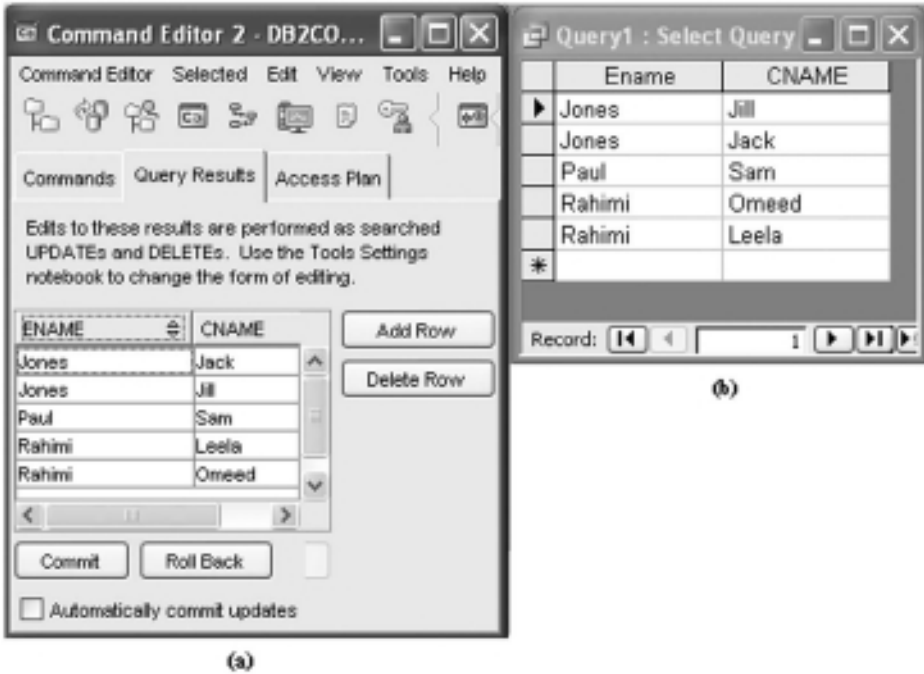 Command Editor 2 - DB2CO...
Command Editor Selected Edit View Tools Help
Commands Query Results Access Plan
Edits to these results are performed as searched
UPDATEs and DELETEs. Use the Tools Settings
notebook to change the form of editing.
ENAME CNAME
Jones Jack
Jones Jill
Paul Sam
Rahimi Leela
Rahimi Omeed
Add Row
Delete Row
Commit Roll Back
Automatically commit updates
(a)
Query1 : Select Query
Ename CNAME
Jones Jill
Jones Jack
Paul Sam
Rahimi Omeed
Rahimi Leela
Record: 1
(b)